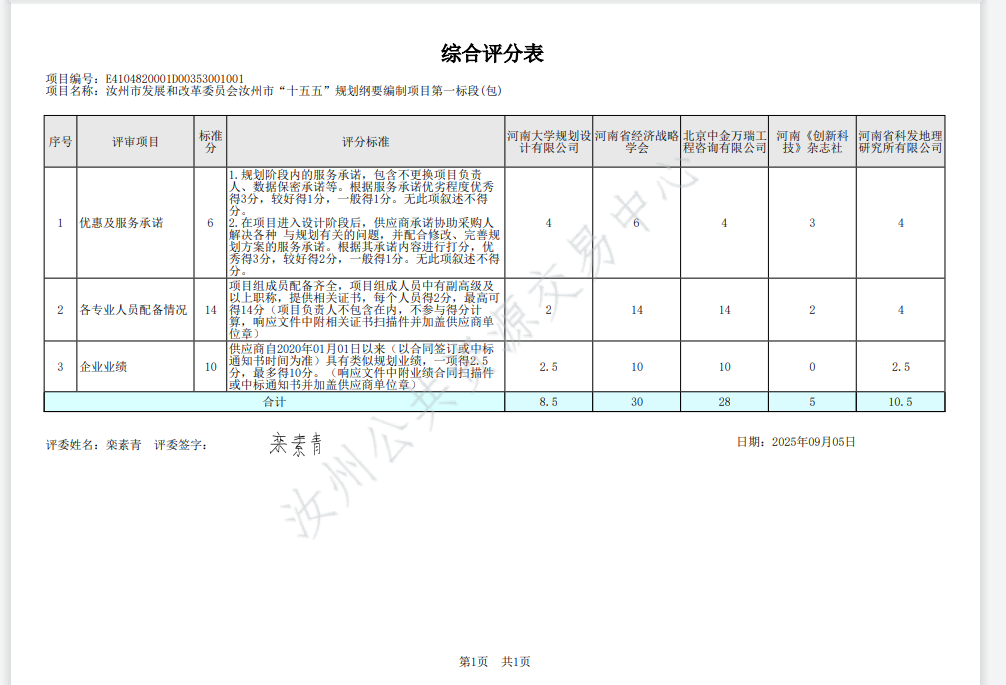 综合评分表
项目编号：E4104820001D00353001001
项目名称：汝州市发展和改革委员会汝州市“十五五”规划纲要编制项目第一标段(包)
序号 评审项目 标准分 评分标准 河南大学规划设计有限公司 河南省经济战略学会 北京中金万瑞工程咨询有限公司 河南《创新科技》杂志社 河南省科发地理研究所有限公司
1 优惠及服务承诺 6
1.规划阶段内的服务承诺，包含不更换项目负责
人、数据保密承诺等。根据服务承诺优劣程度优秀
得3分，较好得1分，一般得1分。无此项叙述不得
分。
2.在项目进入设计阶段后，供应商承诺协助采购人
解决各种 与规划有关的问题，并配合修改、完善规
划方案的服务承诺。根据其承诺内容进行打分，优
秀得3分，较好得2分，一般得1分。无此项叙述不得
分。
4 6 4 3 4
2 各专业人员配备情况 14
项目组成员配备齐全，项目组成人员中有副高级及
以上职称，提供相关证书，每个人员得2分，最高可
得14分（项目负责人不包含在内，不参与得分计
算，响应文件中附相关证书扫描件并加盖供应商单
位章）
2 14 14 2 4
3 企业业绩 10
供应商自2020年01月01日以来（以合同签订或中标
通知书时间为准）具有类似规划业绩，一项得2.5
分，最多得10分。（响应文件中附业绩合同扫描件
或中标通知书并加盖供应商单位章）
2.5 10 10 0 2.5
合计 8.5 30 28 5 10.5
评委姓名：栾素青 评委签字： 栾素青 日期：2025年09月05日
汝州公共资源交易中心
第1页 共1页